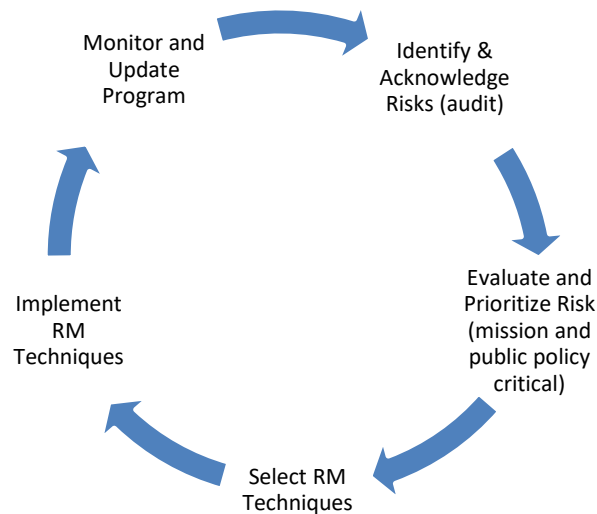 Monitor and
Update
Program
Identify &
Acknowledge
Risks (audit)
Evaluate and
Prioritize Risk
(mission and
public policy
critical)
Select RM
Techniques
Implement
RM
Techniques